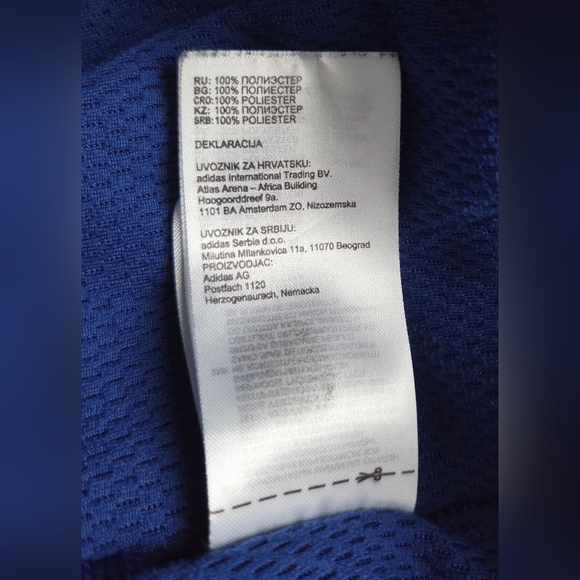 RU: 100% ПОЛИЭСТЕР
BG: 100% ПОЛИЕСТЕР
CRO: 100% POLIESTER
KZ: 100% ПОЛИЭСТЕР
SRB: 100% POLIESTER
DEKLARACIJA
UVOZNIK ZA HRVATSKU:
adidas International Trading BV.
Atlas Arena – Africa Building
Hoogoorddreef 9a.
1101 BA Amsterdam ZO, Nizozemska
UVOZNIK ZA SRBIJU:
adidas Serbia d.o.o.
Milutina Milankovica 11a, 11070 Beograd
PROIZVODJAC:
Adidas AG
Postfach 1120
Herzogenaurach, Nemacka